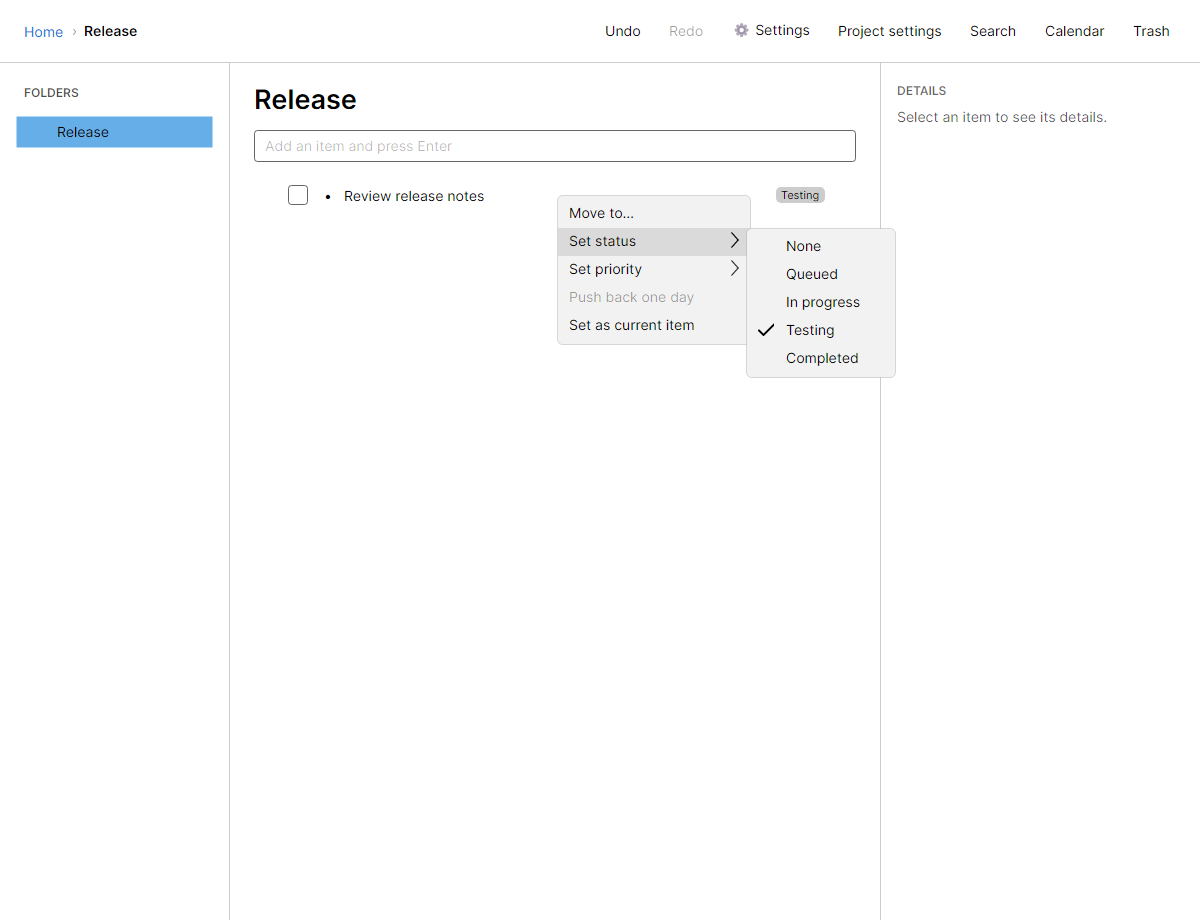 Home › Release
Undo Redo Settings Project settings Search Calendar Trash
FOLDERS
Release
Release
Add an item and press Enter
• Review release notes
Testing
Move to...
Set status
Set priority
Push back one day
Set as current item
None
Queued
In progress
Testing
Completed
DETAILS
Select an item to see its details.